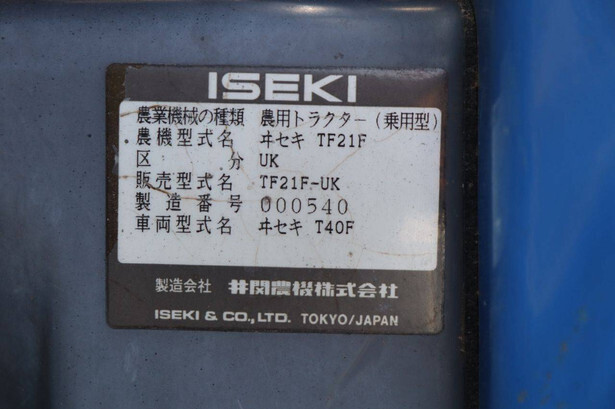 ISEKI
農業機械の種類 農用トラクター(乗用型)
農機型式名 ヰセキ TF21F
区分 UK
販売型式名 TF21F-UK
製造番号 000540
車両型式名 ヰセキ T40F
製造会社 井関農機株式会社
ISEKI & CO., LTD. TOKYO/JAPAN